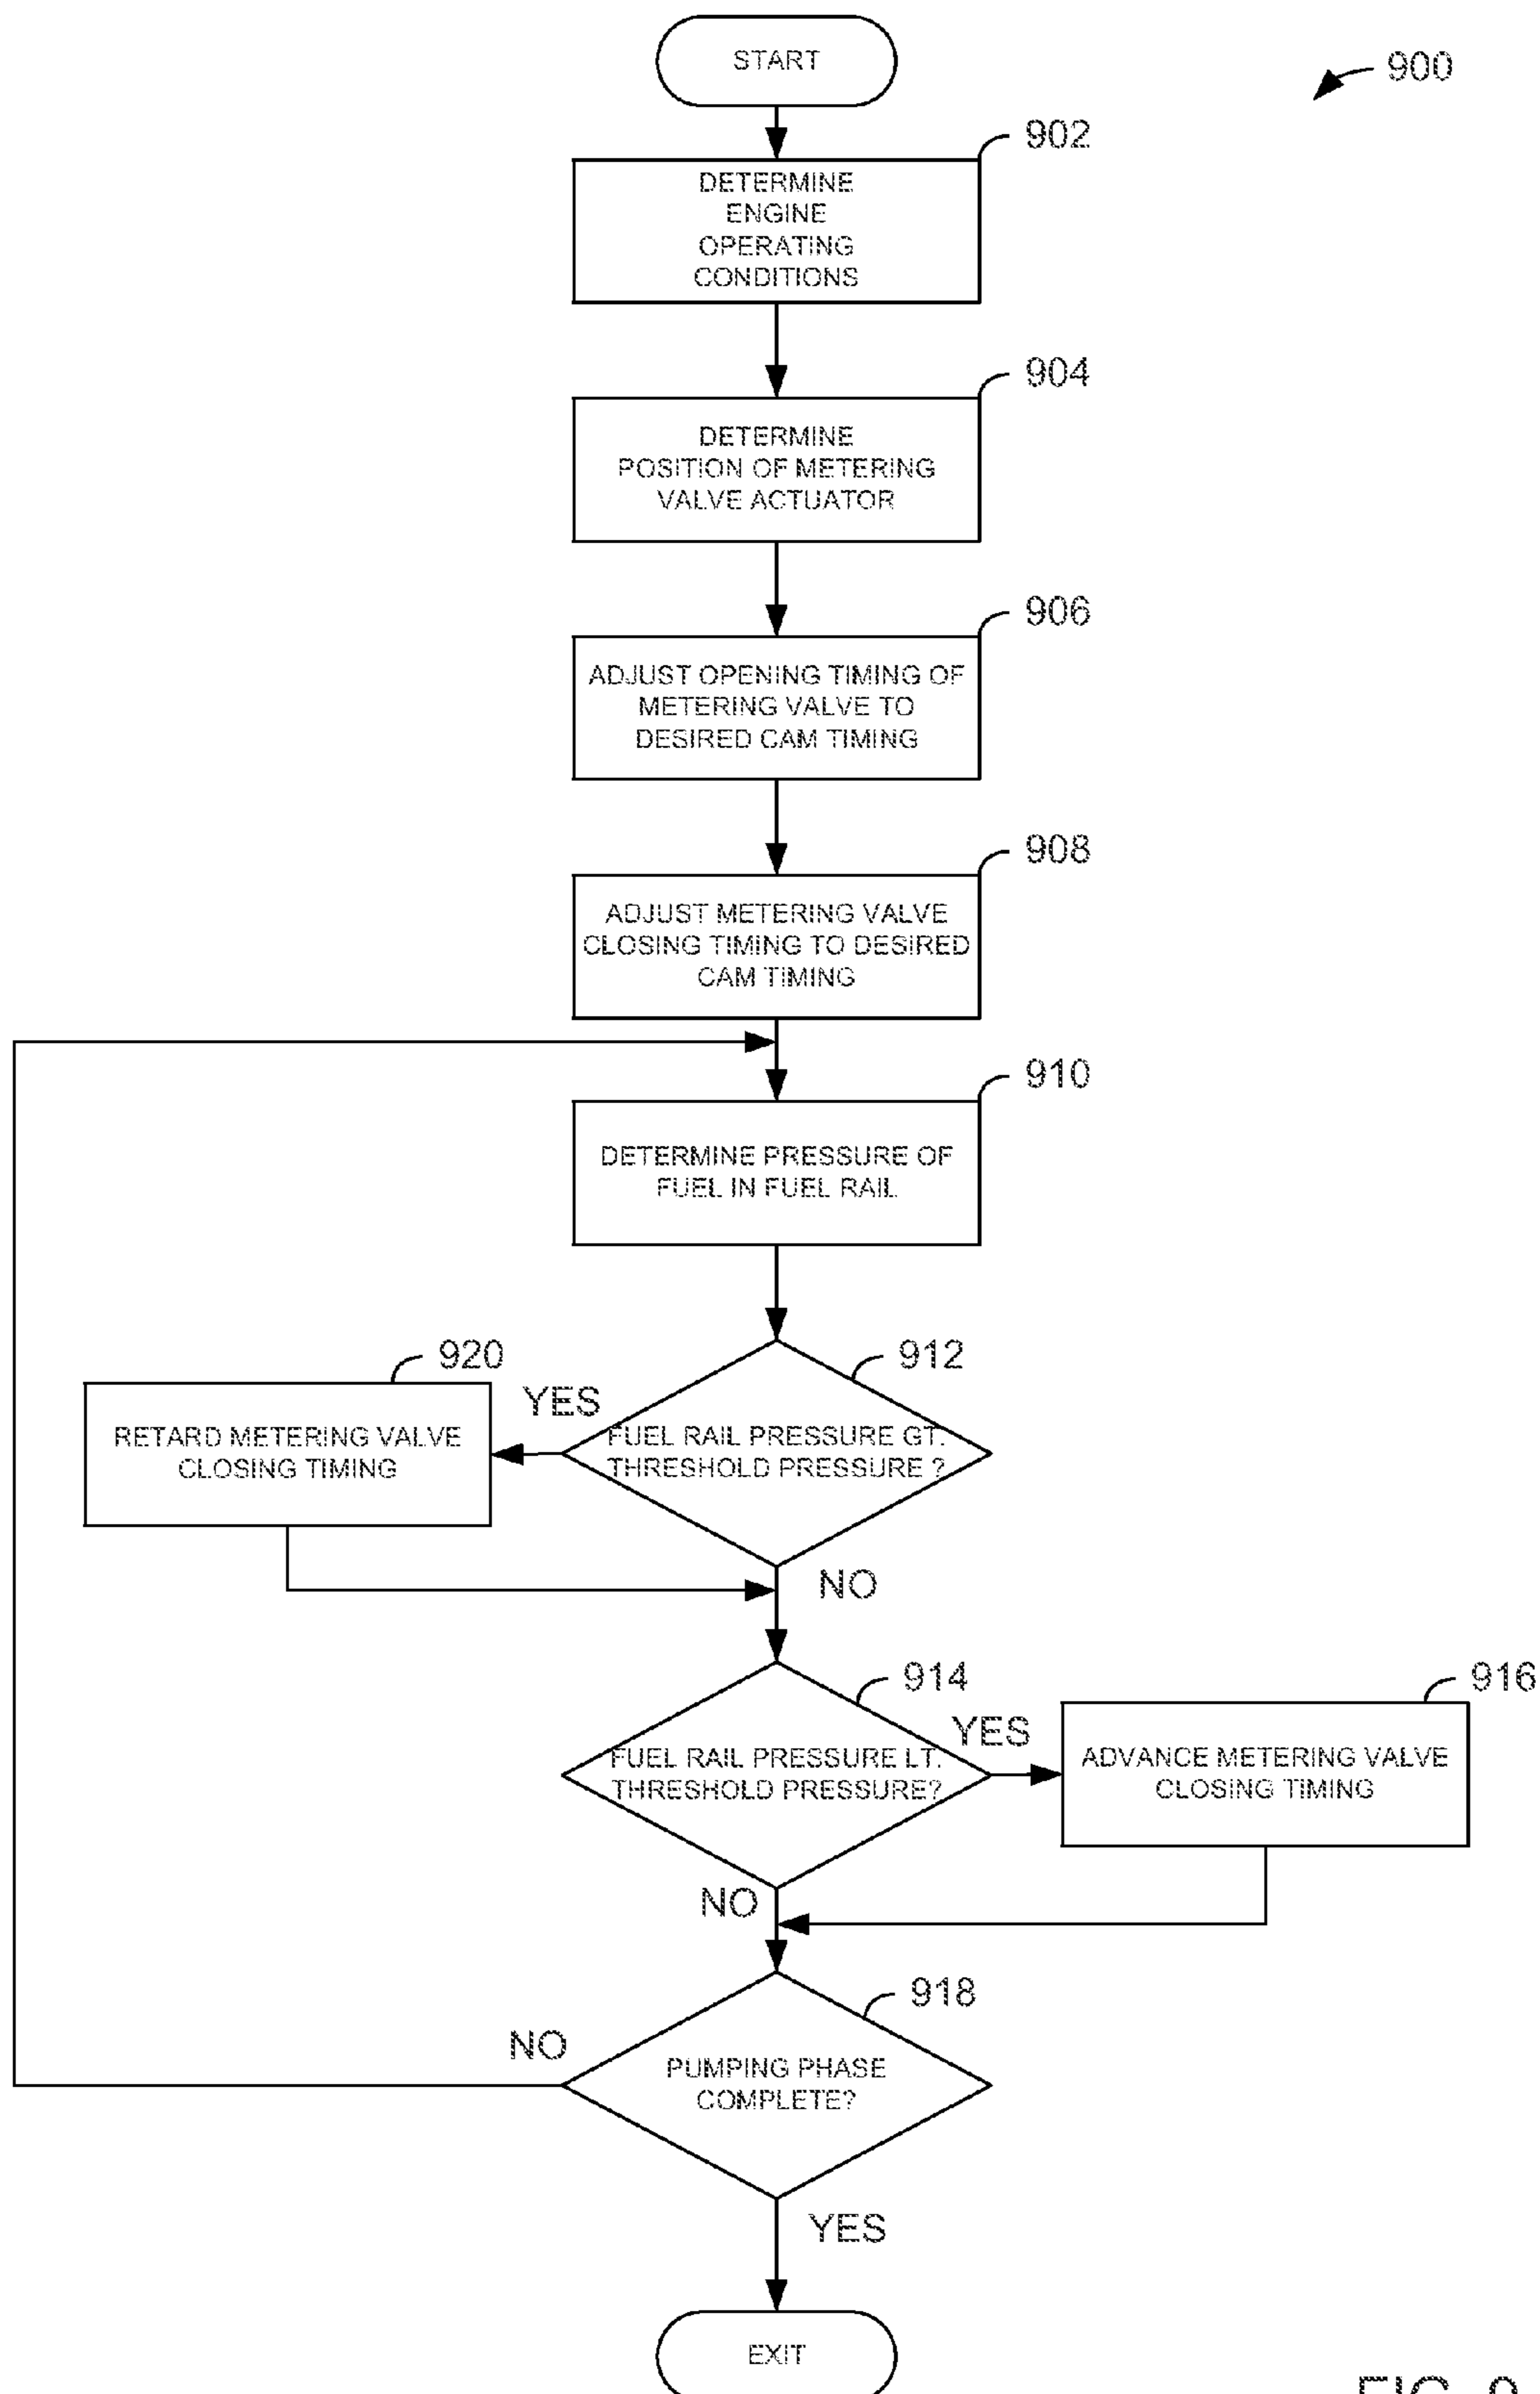 START
900
902
DETERMINE
ENGINE
OPERATING
CONDITIONS
904
DETERMINE
POSITION OF METERING
VALVE ACTUATOR
906
ADJUST OPENING TIMING OF
METERING VALVE TO
DESIRED CAM TIMING
908
ADJUST METERING VALVE
CLOSING TIMING TO DESIRED
CAM TIMING
910
DETERMINE PRESSURE OF
FUEL IN FUEL RAIL
920
RETARD METERING VALVE
CLOSING TIMING
YES
912
FUEL RAIL PRESSURE GT.
THRESHOLD PRESSURE ?
NO
914
FUEL RAIL PRESSURE LT.
THRESHOLD PRESSURE?
YES
916
ADVANCE METERING VALVE
CLOSING TIMING
NO
918
PUMPING PHASE
COMPLETE?
NO
YES
EXIT
FIG. 9